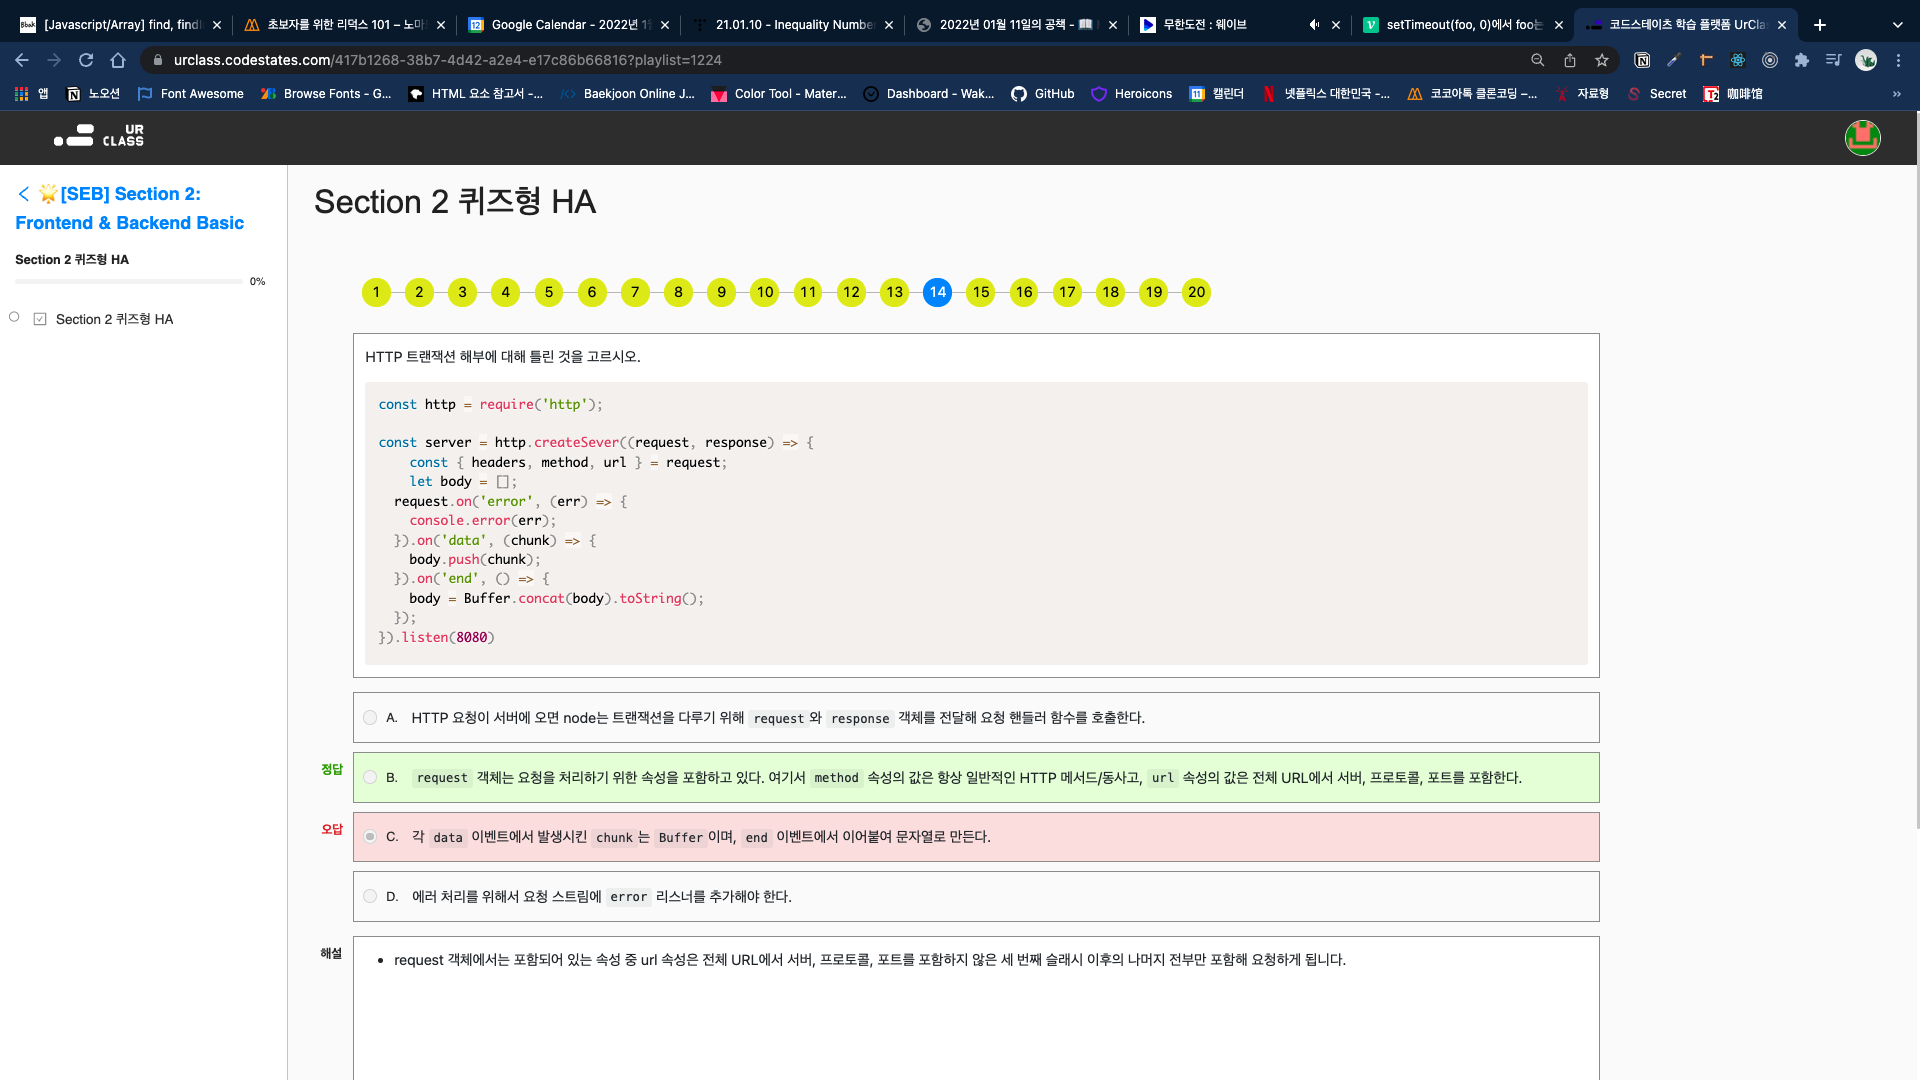 [Javascript/Array] find, findI
초보자를 위한 리덕스 101 – 노마
Google Calendar - 2022년 1
21.01.10 - Inequality Number
2022년 01월 11일의 공책 -
무한도전 : 웨이브
setTimeout(foo, 0)에서 foo는
코드스테이츠 학습 플랫폼 UrCla
urclass.codestates.com/417b1268-38b7-4d42-a2e4-e17c86b66816?playlist=1224
앱
노오션
Font Awesome
Browse Fonts - G...
HTML 요소 참고서 -...
Baekjoon Online J...
Color Tool - Mater...
Dashboard - Wak...
GitHub
Heroicons
캘린더
넷플릭스 대한민국 -...
코코아톡 클론코딩 –...
자료형
Secret
咖啡馆
UR
CLASS
[SEB] Section 2:
Frontend & Backend Basic
Section 2 퀴즈형 HA
0%
Section 2 퀴즈형 HA
Section 2 퀴즈형 HA
1 2 3 4 5 6 7 8 9 10 11 12 13 14 15 16 17 18 19 20
HTTP 트랜잭션 해부에 대해 틀린 것을 고르시오.
const http = require('http');
const server = http.createSever((request, response) => {
const { headers, method, url } = request;
let body = [];
request.on('error', (err) => {
console.error(err);
}).on('data', (chunk) => {
body.push(chunk);
}).on('end', () => {
body = Buffer.concat(body).toString();
});
}).listen(8080)
A. HTTP 요청이 서버에 오면 node는 트랜잭션을 다루기 위해 request 와 response 객체를 전달해 요청 핸들러 함수를 호출한다.
정답
B. request 객체는 요청을 처리하기 위한 속성을 포함하고 있다. 여기서 method 속성의 값은 항상 일반적인 HTTP 메서드/동사고, url 속성의 값은 전체 URL에서 서버, 프로토콜, 포트를 포함한다.
오답
C. 각 data 이벤트에서 발생시킨 chunk 는 Buffer 이며, end 이벤트에서 이어붙여 문자열로 만든다.
D. 에러 처리를 위해서 요청 스트림에 error 리스너를 추가해야 한다.
해설
• request 객체에서는 포함되어 있는 속성 중 url 속성은 전체 URL에서 서버, 프로토콜, 포트를 포함하지 않은 세 번째 슬래시 이후의 나머지 전부만 포함해 요청하게 됩니다.